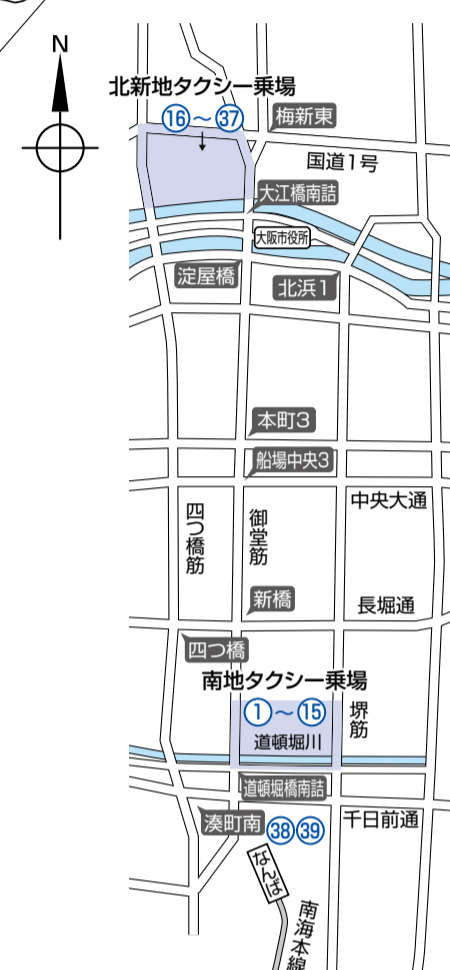 N
北新地タクシー乗場
⑯～㊲
梅新東
国道1号
大江橋南詰
大阪市役所
淀屋橋
北浜1
本町3
船場中央3
中央大通
四つ橋筋
御堂筋
新橋
長堀通
四つ橋
南地タクシー乗場
①～⑮
堺筋
道頓堀川
道頓堀橋南詰
湊町南
㊳㊴
千日前通
なんば
南海本線